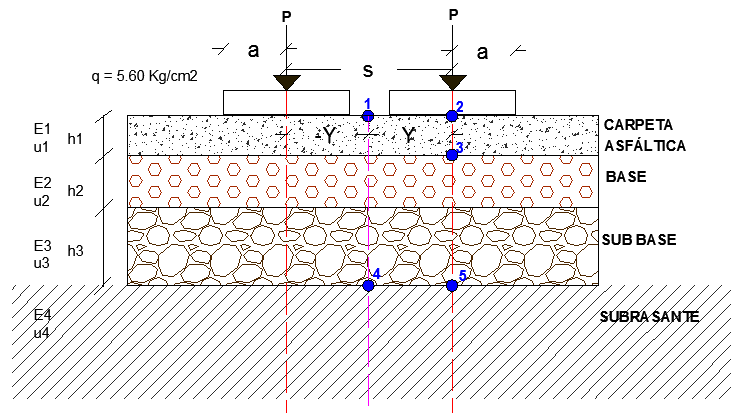 P
P
a
a
S
q = 5.60 Kg/cm2
1
2
E1
u1
h1
Y
Y
CARPETA
ASFÁLTICA
3
E2
u2
h2
BASE
E3
u3
h3
SUB BASE
4
5
E4
u4
SUBRASANTE